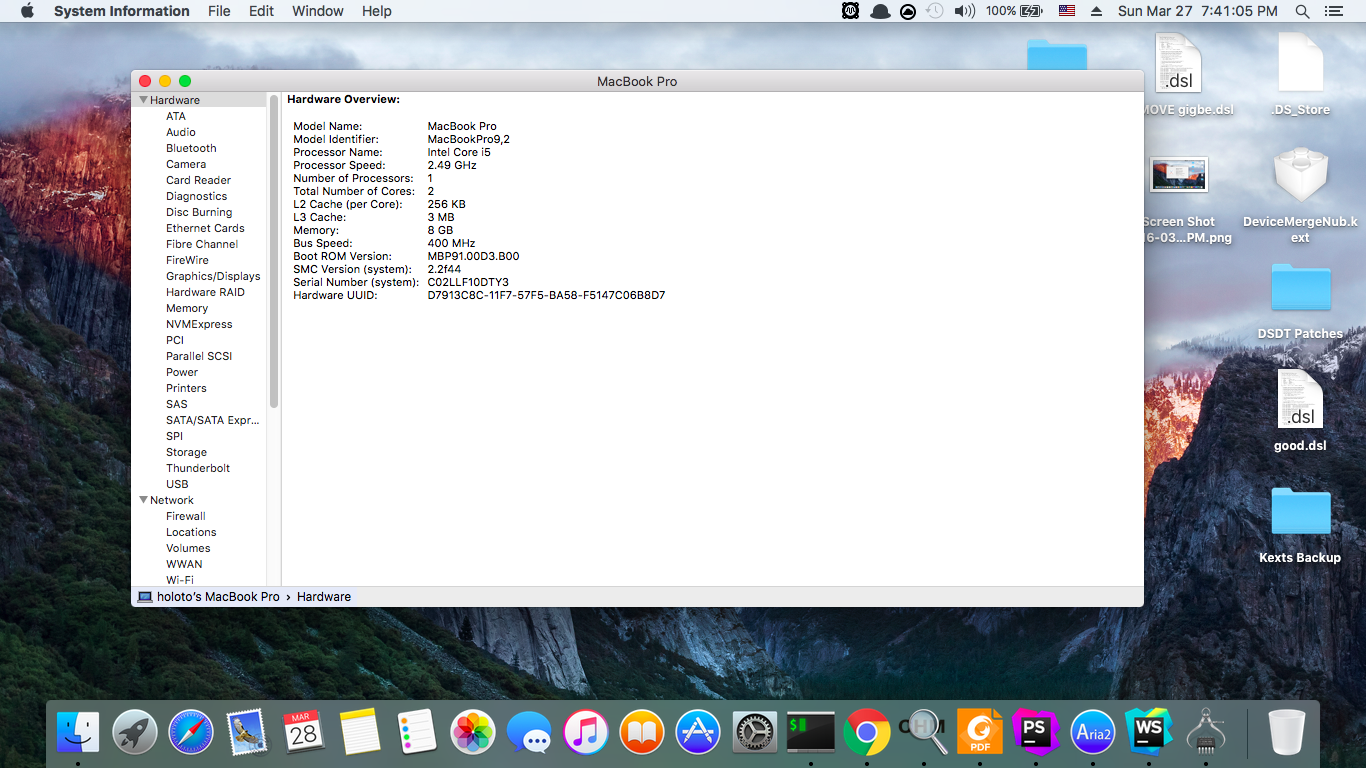 System Information File Edit Window Help 100% Sun Mar 27 7:41:05 PM
MacBook Pro
Hardware
ATA
Audio
Bluetooth
Camera
Card Reader
Diagnostics
Disc Burning
Ethernet Cards
Fibre Channel
FireWire
Graphics/Displays
Hardware RAID
Memory
NVMExpress
PCI
Parallel SCSI
Power
Printers
SAS
SATA/SATA Expr...
SPI
Storage
Thunderbolt
USB
Network
Firewall
Locations
Volumes
WWAN
Wi-Fi
Hardware Overview:
Model Name: MacBook Pro
Model Identifier: MacBookPro9,2
Processor Name: Intel Core i5
Processor Speed: 2.49 GHz
Number of Processors: 1
Total Number of Cores: 2
L2 Cache (per Core): 256 KB
L3 Cache: 3 MB
Memory: 8 GB
Bus Speed: 400 MHz
Boot ROM Version: MBP91.00D3.B00
SMC Version (system): 2.2f44
Serial Number (system): C02LLF10DTY3
Hardware UUID: D7913C8C-11F7-57F5-BA58-F5147C06B8D7
holoto's MacBook Pro › Hardware
.dsl
MOVE gigbe.dsl
.DS_Store
Screen Shot
16-03...PM.png
DeviceMergeNub.k
ext
DSDT Patches
.dsl
good.dsl
Kexts Backup
MAR
28
$
CHM
PDF
PS
Aria2
WS